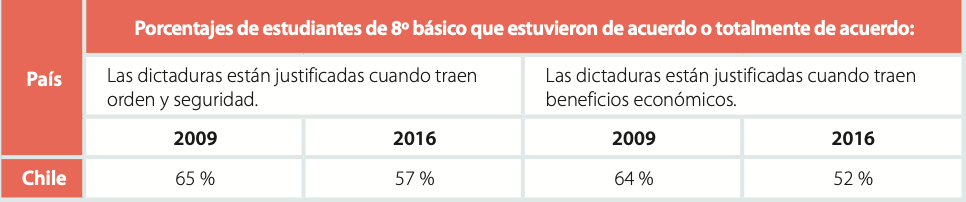 Porcentajes de estudiantes de 8º básico que estuvieron de acuerdo o totalmente de acuerdo:
País
Las dictaduras están justificadas cuando traen
orden y seguridad.
Las dictaduras están justificadas cuando traen
beneficios económicos.
2009 2016 2009 2016
Chile 65 % 57 % 64 % 52 %